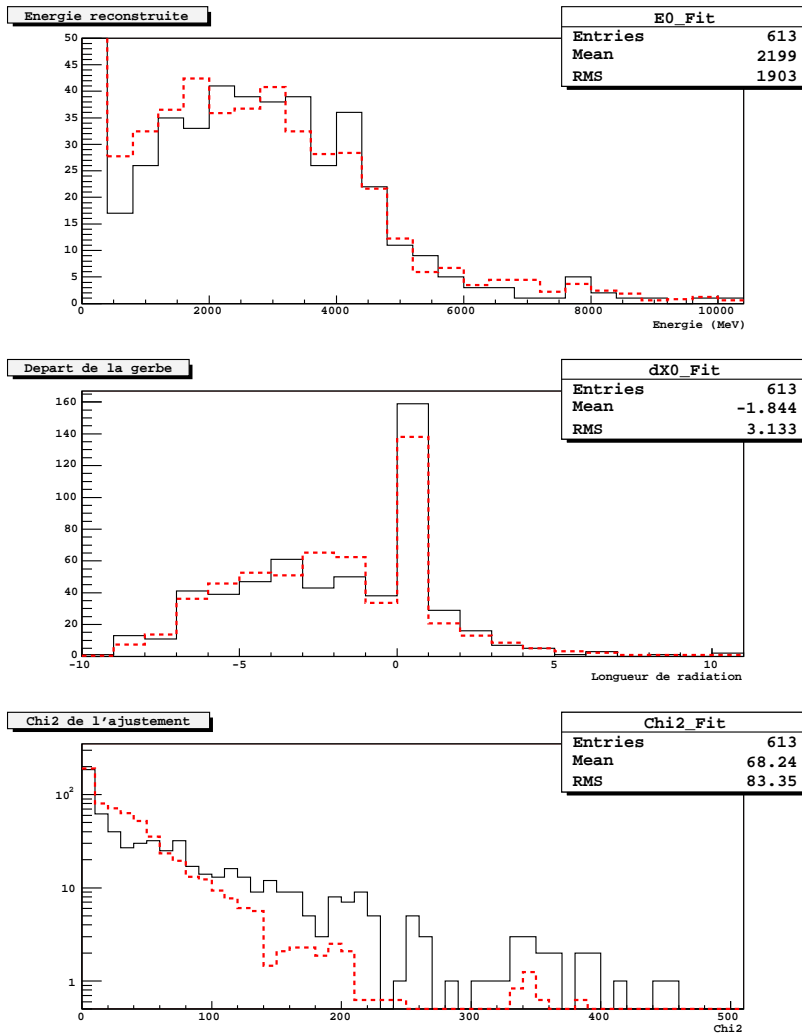 Energie reconstruite
E0_Fit
Entries 613
Mean 2199
RMS 1903
50
45
40
35
30
25
20
15
10
5
0
0 2000 4000 6000 8000 10000
Energie (MeV)
Depart de la gerbe
dX0_Fit
Entries 613
Mean -1.844
RMS 3.133
160
140
120
100
80
60
40
20
0
-10 -5 0 5 10
Longueur de radiation
Chi2 de l'ajustement
Chi2_Fit
Entries 613
Mean 68.24
RMS 83.35
10²
10
1
0 100 200 300 400 500
Chi2